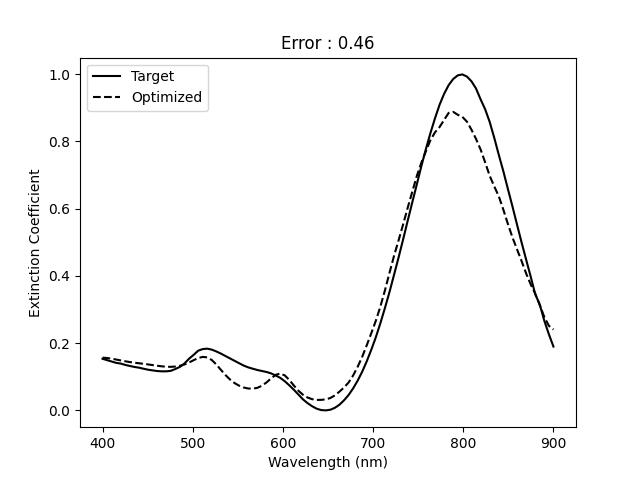 Error : 0.46
Target
Optimized
1.0
0.8
0.6
0.4
0.2
0.0
Extinction Coefficient
400 500 600 700 800 900
Wavelength (nm)